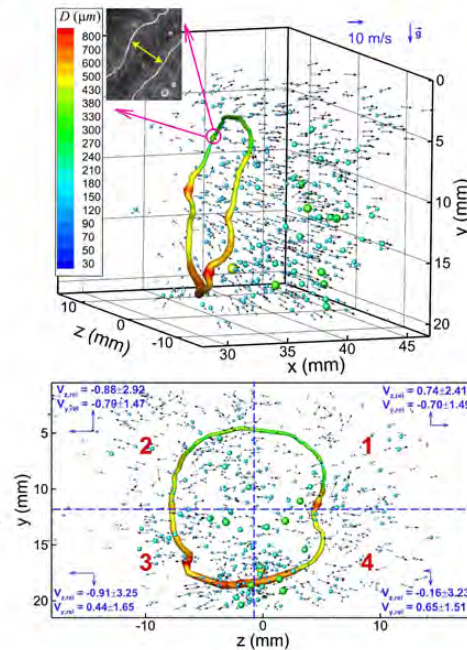 D (μm)
800
700
600
500
430
380
330
300
270
240
210
180
150
120
90
70
50
30
10 m/s
g
0
5
10
15
20
y (mm)
10
0
-10
z (mm)
30
35
40
45
x (mm)
V_z,rel = -0.88±2.92
V_y,rel = -0.79±1.47
V_z,rel = 0.74±2.41
V_y,rel = -0.70±1.49
2
1
3
4
V_z,rel = -0.91±3.25
V_y,rel = 0.44±1.65
V_z,rel = -0.16±3.23
V_y,rel = 0.65±1.51
5
10
15
20
y (mm)
-10
0
10
z (mm)